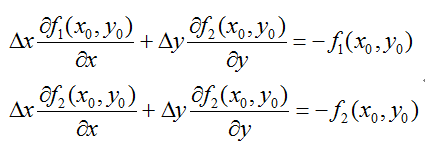 Δx ∂f₁(x₀,y₀)/∂x + Δy ∂f₂(x₀,y₀)/∂y = −f₁(x₀,y₀)
Δx ∂f₂(x₀,y₀)/∂x + Δy ∂f₂(x₀,y₀)/∂y = −f₂(x₀,y₀)